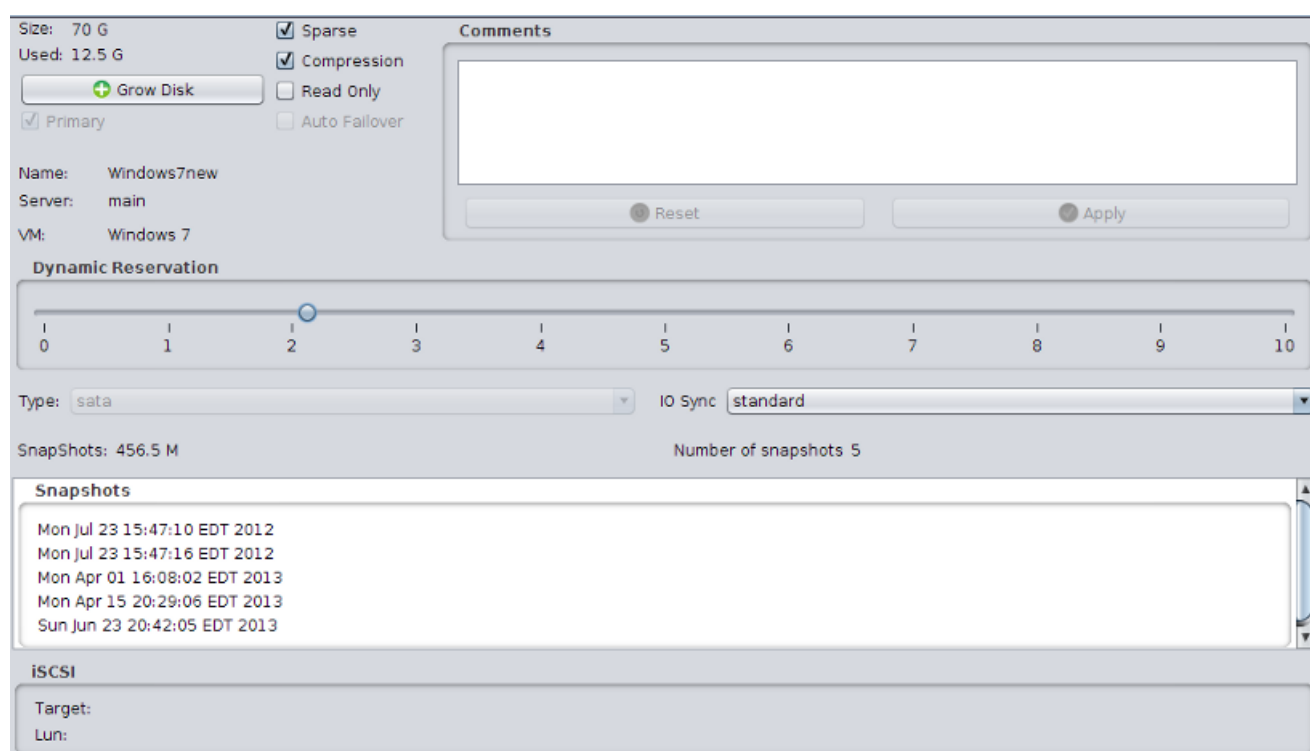 Size: 70 G
Used: 12.5 G
Grow Disk
Primary
Sparse
Compression
Read Only
Auto Failover
Comments
Reset
Apply
Name: Windows7new
Server: main
VM: Windows 7
Dynamic Reservation
0 1 2 3 4 5 6 7 8 9 10
Type: sata
IO Sync standard
SnapShots: 456.5 M
Number of snapshots 5
Snapshots
Mon Jul 23 15:47:10 EDT 2012
Mon Jul 23 15:47:16 EDT 2012
Mon Apr 01 16:08:02 EDT 2013
Mon Apr 15 20:29:06 EDT 2013
Sun Jun 23 20:42:05 EDT 2013
iSCSI
Target:
Lun: